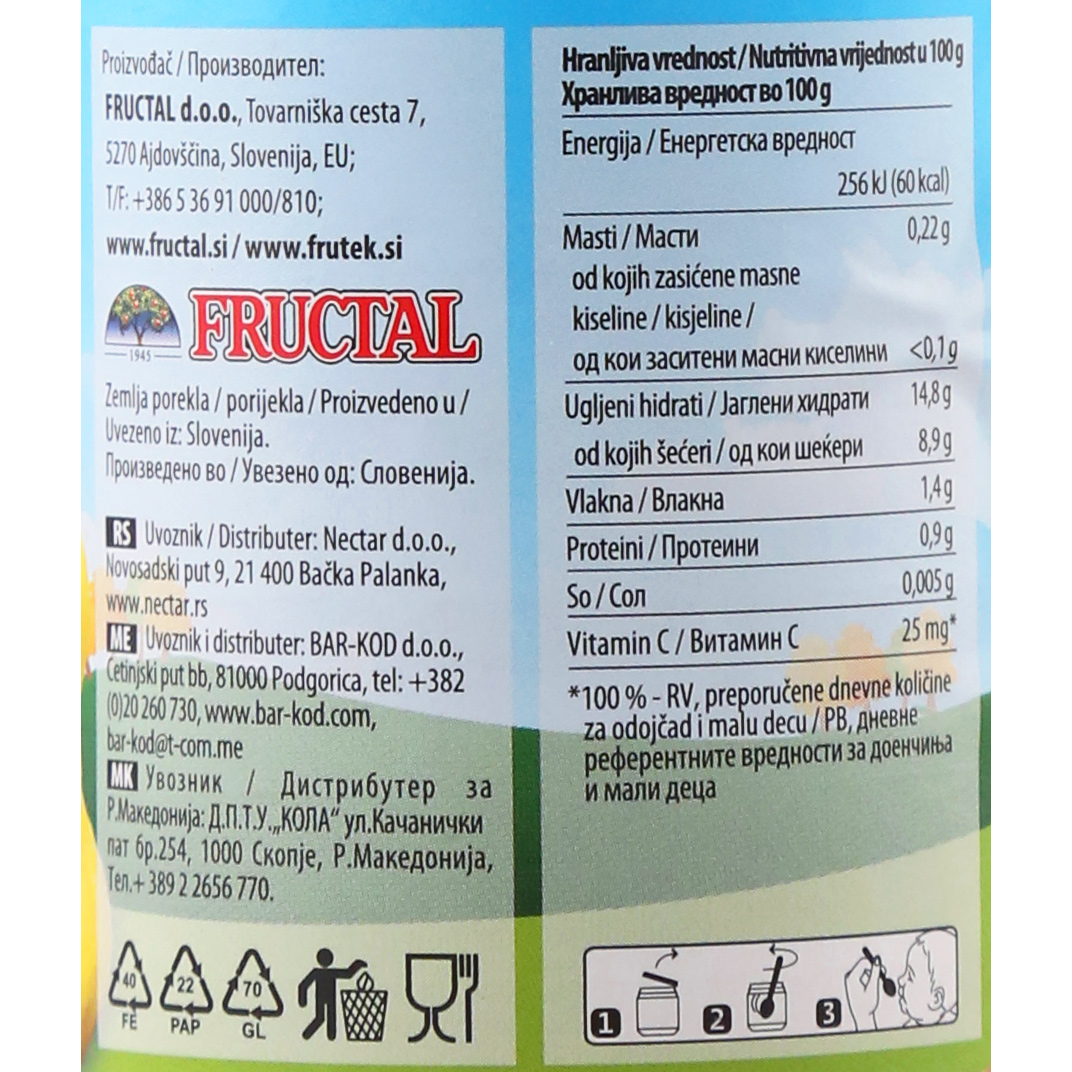 Proizvođač / Производител:
FRUCTAL d.o.o., Tovarniška cesta 7,
5270 Ajdovščina, Slovenija, EU;
T/F: +386 5 36 91 000/810;
www.fructal.si / www.frutek.si
FRUCTAL
1945
Zemlja porekla / porijekla / Proizvedeno u /
Uvezeno iz: Slovenija.
Произведено во / Увезено од: Словенија.
RS Uvoznik / Distributer: Nectar d.o.o.,
Novosadski put 9, 21 400 Bačka Palanka,
www.nectar.rs
ME Uvoznik i distributer: BAR-KOD d.o.o.,
Cetinjski put bb, 81000 Podgorica, tel: +382
(0)20 260 730, www.bar-kod.com,
bar-kod@t-com.me
MK Увозник / Дистрибутер за
Р.Македонија: Д.П.Т.У.„КОЛА“ ул.Качанички
пат бр.254, 1000 Скопје, Р.Македонија,
Тел.+ 389 2 2656 770.
40
FE
22
PAP
70
GL
Hranljiva vrednost / Nutritivna vrijednost u 100 g
Хранлива вредност во 100 g
Energija / Енергетска вредност
256 kJ (60 kcal)
Masti / Масти 0,22 g
od kojih zasićene masne
kiseline / kisjeline /
од кои заситени масни киселини <0,1 g
Ugljeni hidrati / Јаглени хидрати 14,8 g
od kojih šećeri / од кои шеќери 8,9 g
Vlakna / Влакна 1,4 g
Proteini / Протеини 0,9 g
So / Сол 0,005 g
Vitamin C / Витамин C 25 mg*
*100 % - RV, preporučene dnevne količine
za odojčad i malu decu / РВ, дневне
референтните вредности за доенчиња
и мали деца
1 2 3